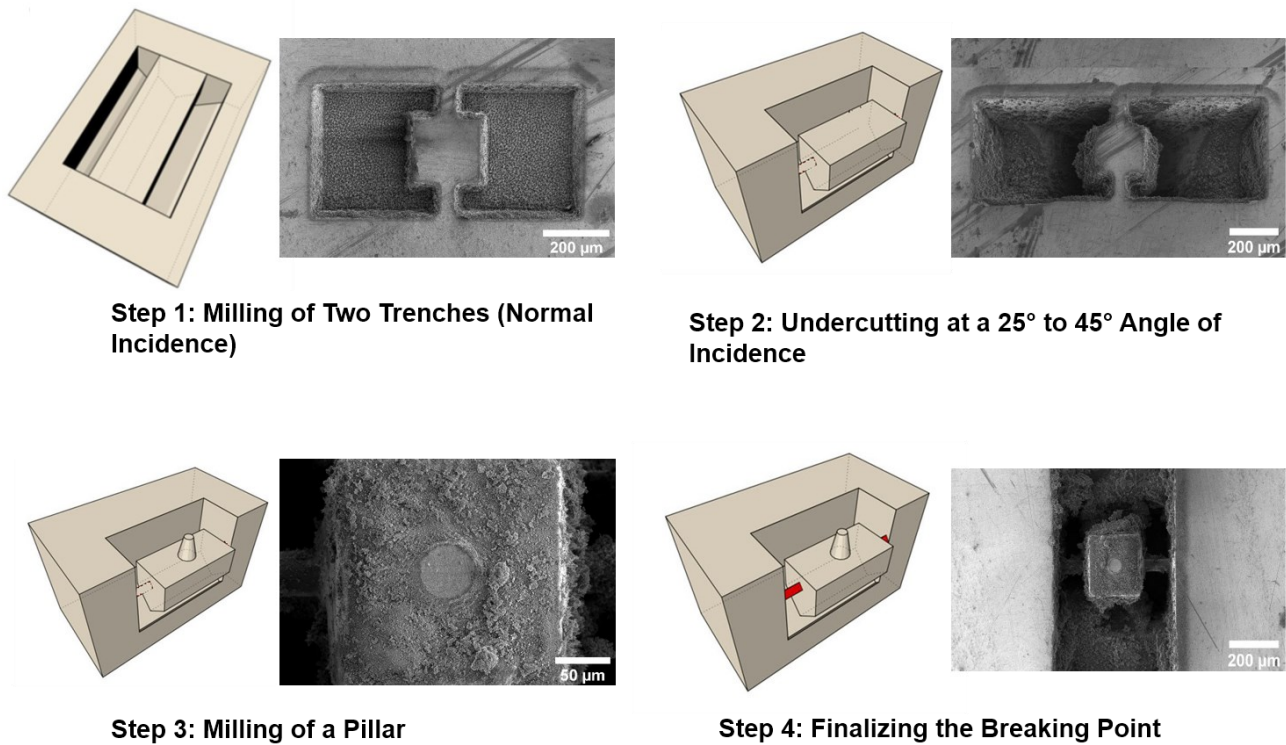 200 µm
200 µm
Step 1: Milling of Two Trenches (Normal
Incidence)
Step 2: Undercutting at a 25° to 45° Angle of
Incidence
50 µm
200 µm
Step 3: Milling of a Pillar
Step 4: Finalizing the Breaking Point